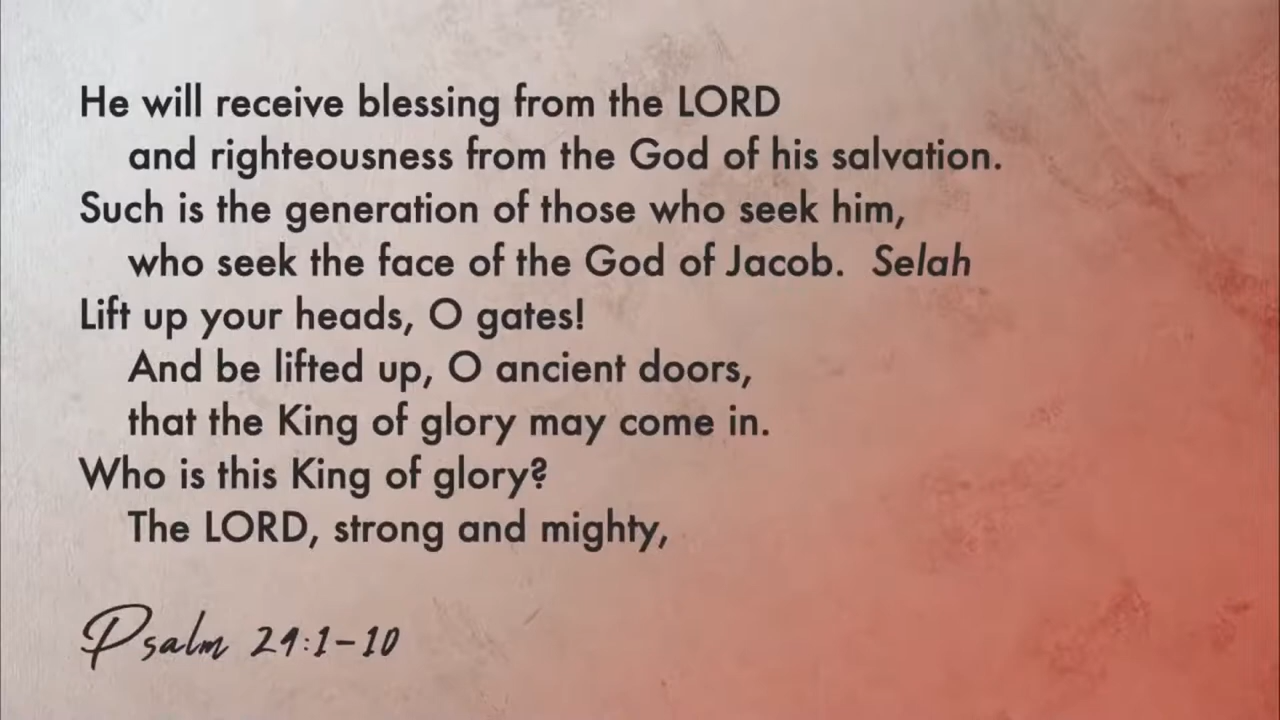 He will receive blessing from the LORD
and righteousness from the God of his salvation.
Such is the generation of those who seek him,
who seek the face of the God of Jacob. Selah
Lift up your heads, O gates!
And be lifted up, O ancient doors,
that the King of glory may come in.
Who is this King of glory?
The LORD, strong and mighty,
Psalm 24:1-10